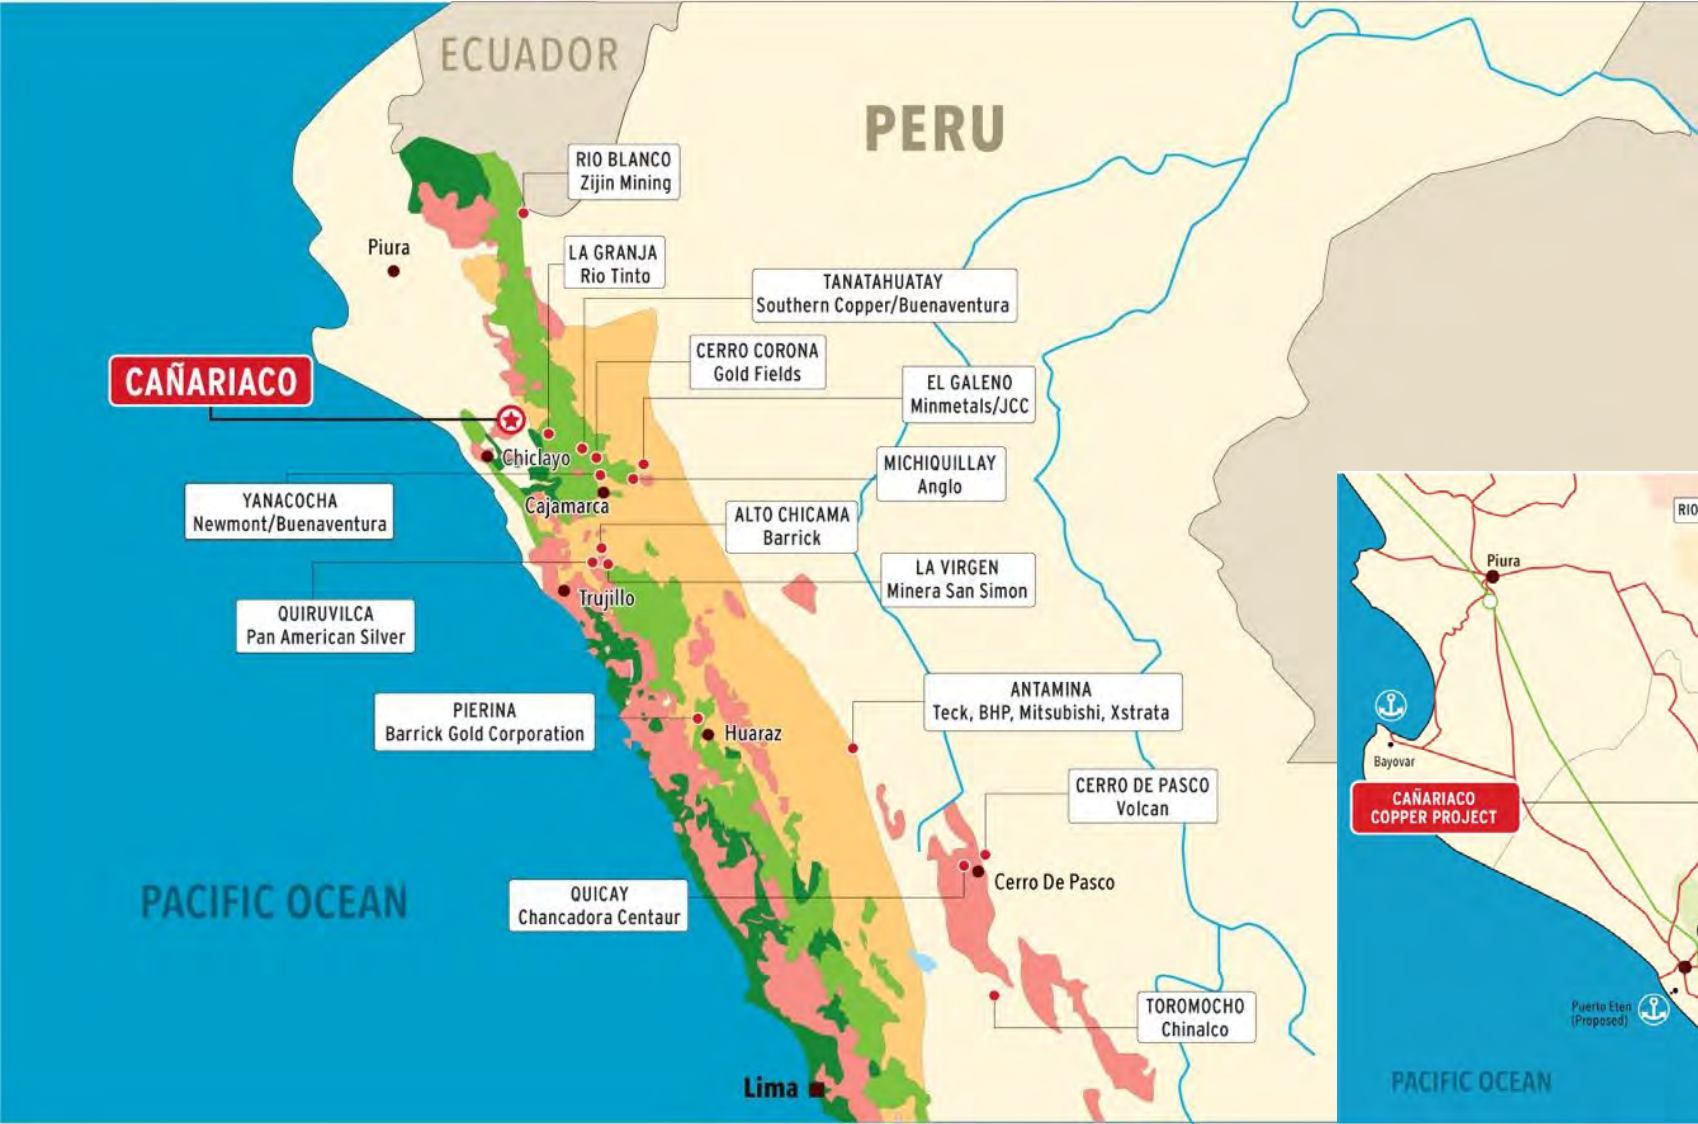 ECUADOR
PERU
RIO BLANCO
Zijin Mining
Piura
LA GRANJA
Rio Tinto
TANATAHUATAY
Southern Copper/Buenaventura
CERRO CORONA
Gold Fields
CAÑARIACO
EL GALENO
Minmetals/JCC
Chiclayo
MICHIQUILLAY
Anglo
YANACOCHA
Newmont/Buenaventura
Cajamarca
ALTO CHICAMA
Barrick
LA VIRGEN
Minera San Simon
QUIRUVILCA
Pan American Silver
Trujillo
PIERINA
Barrick Gold Corporation
Huaraz
ANTAMINA
Teck, BHP, Mitsubishi, Xstrata
CERRO DE PASCO
Volcan
Cerro De Pasco
QUICAY
Chancadora Centaur
PACIFIC OCEAN
TOROMOCHO
Chinalco
Lima
RIO
Piura
Bayovar
CAÑARIACO
COPPER PROJECT
Puerto Eten
(Proposed)
PACIFIC OCEAN